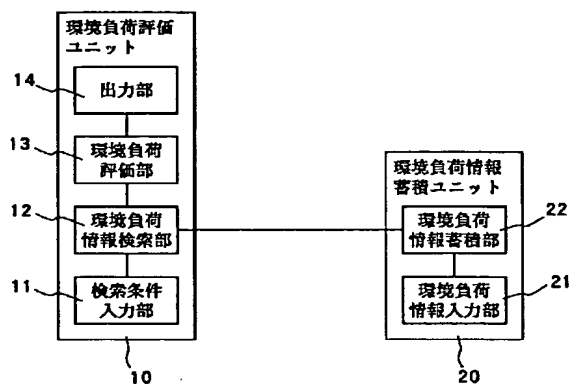 環境負荷評価
ユニット
14
出力部
13
環境負荷
評価部
12
環境負荷
情報検索部
11
検索条件
入力部
10
環境負荷情報
蓄積ユニット
環境負荷
情報蓄積部
22
環境負荷
情報入力部
21
20